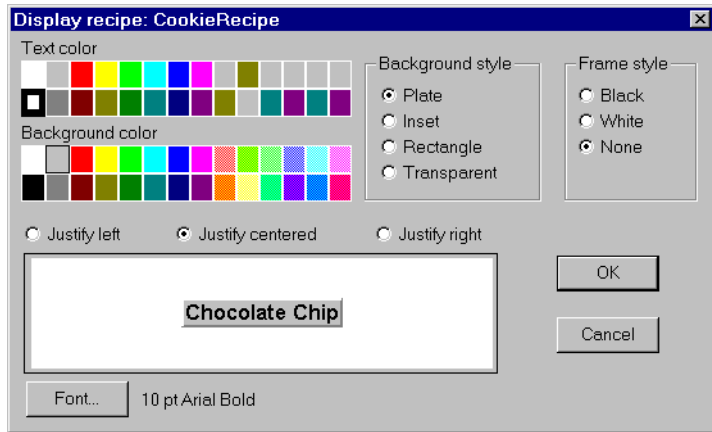 Display recipe: CookieRecipe
Text color
Background color
Background style
Plate
Inset
Rectangle
Transparent
Frame style
Black
White
None
Justify left
Justify centered
Justify right
Chocolate Chip
OK
Cancel
Font...
10 pt Arial Bold